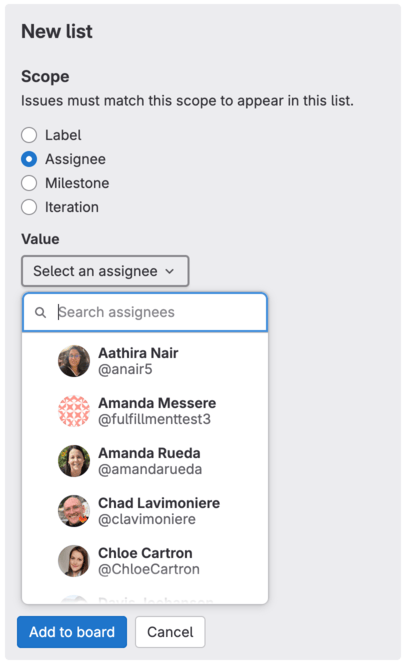 New list
Scope
Issues must match this scope to appear in this list.
Label
Assignee
Milestone
Iteration
Value
Select an assignee
Search assignees
Aathira Nair
@anair5
Amanda Messere
@fulfillmenttest3
Amanda Rueda
@amandarueda
Chad Lavimoniere
@clavimoniere
Chloe Cartron
@ChloeCartron
Add to board
Cancel